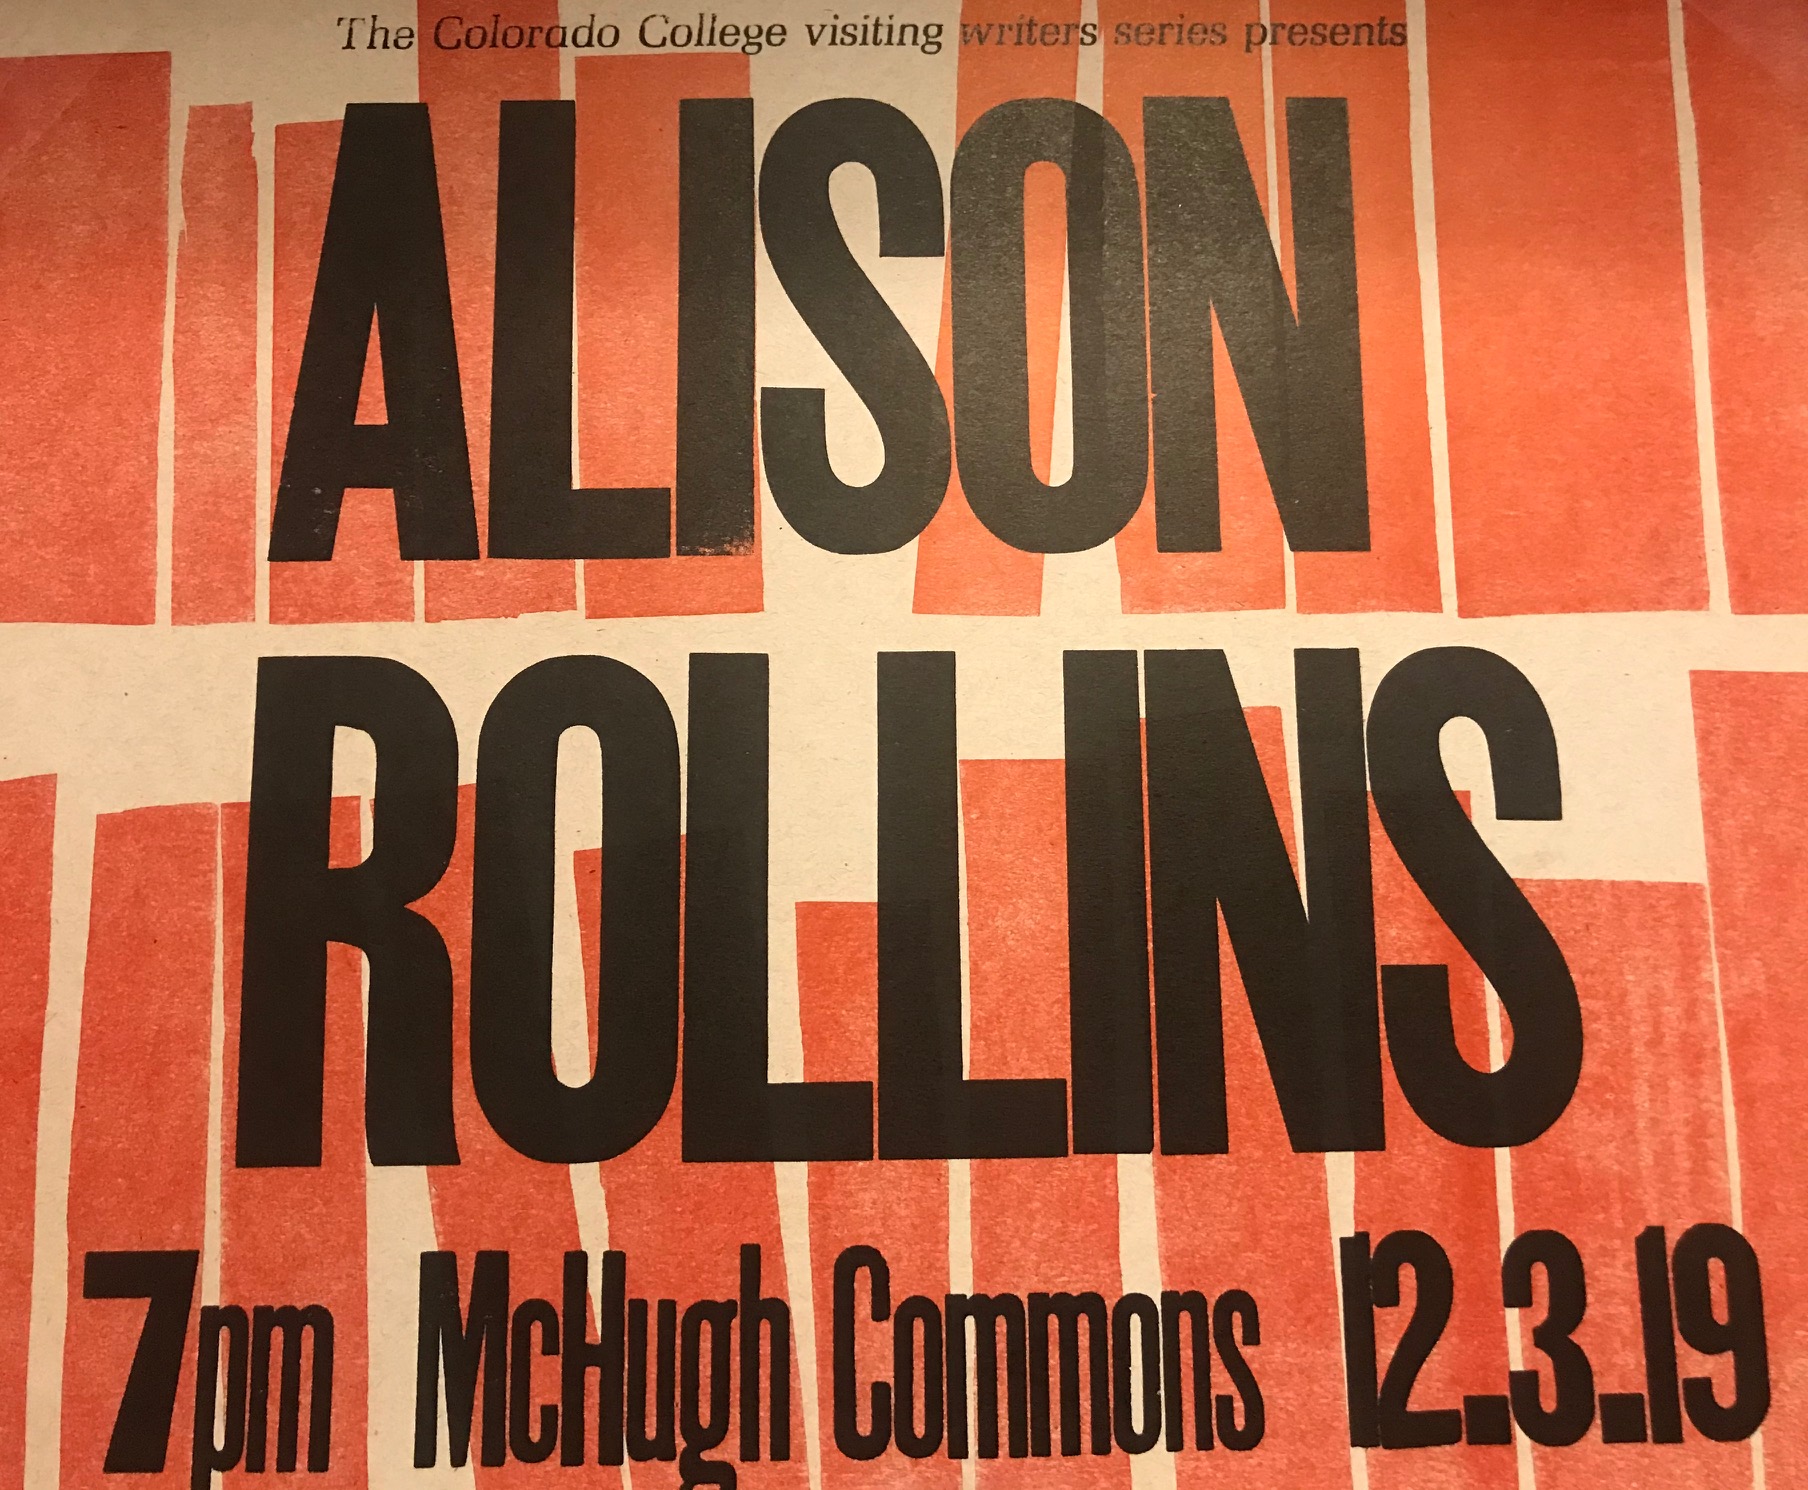 The Colorado College visiting writers series presents
ALISON
ROLLINS
7pm McHugh Commons 12.3.19